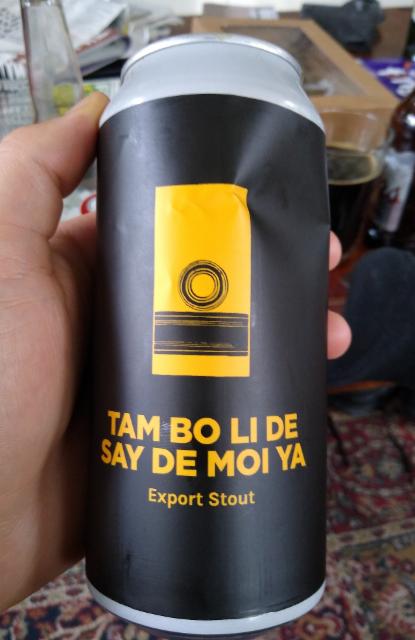 TAM BO LI DE
SAY DE MOI YA
Export Stout